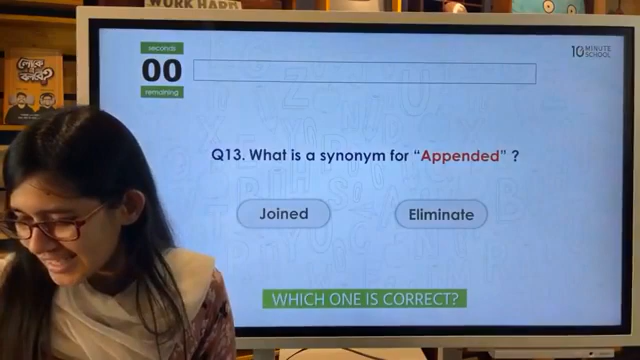 WORK HARD
seconds
00
remaining
10 MINUTE
SCHOOL
লোকে
কী
বলবে?
Q13. What is a synonym for “Appended” ?
Joined
Eliminate
WHICH ONE IS CORRECT?